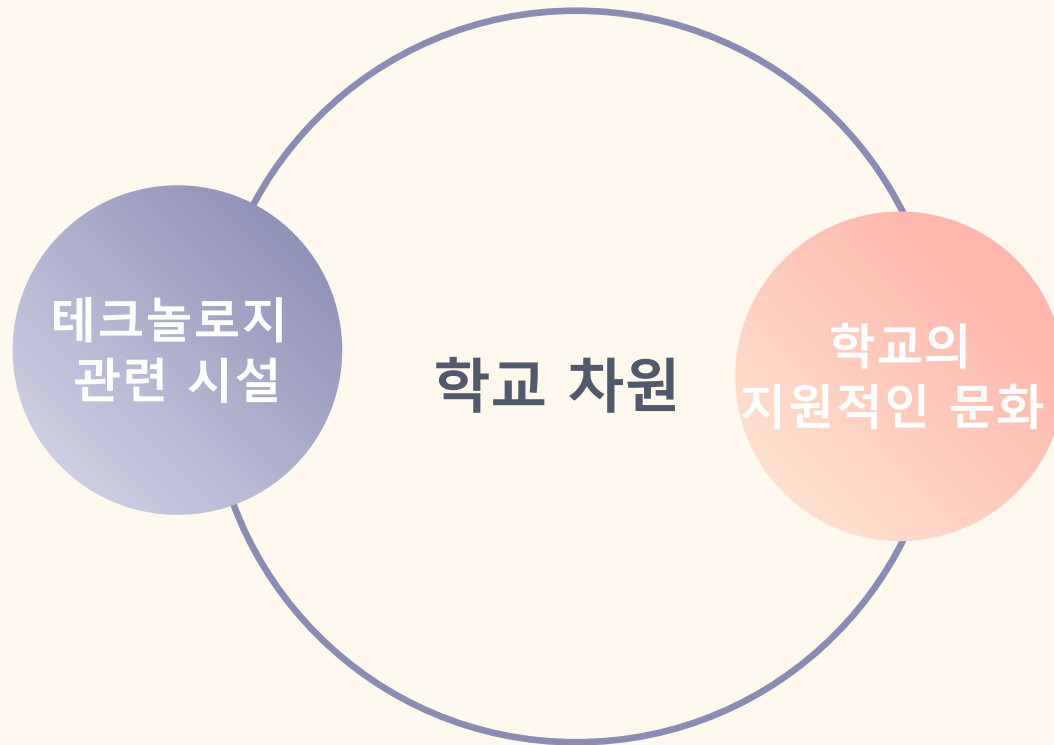 테크놀로지
관련 시설
학교 차원
학교의
지원적인 문화